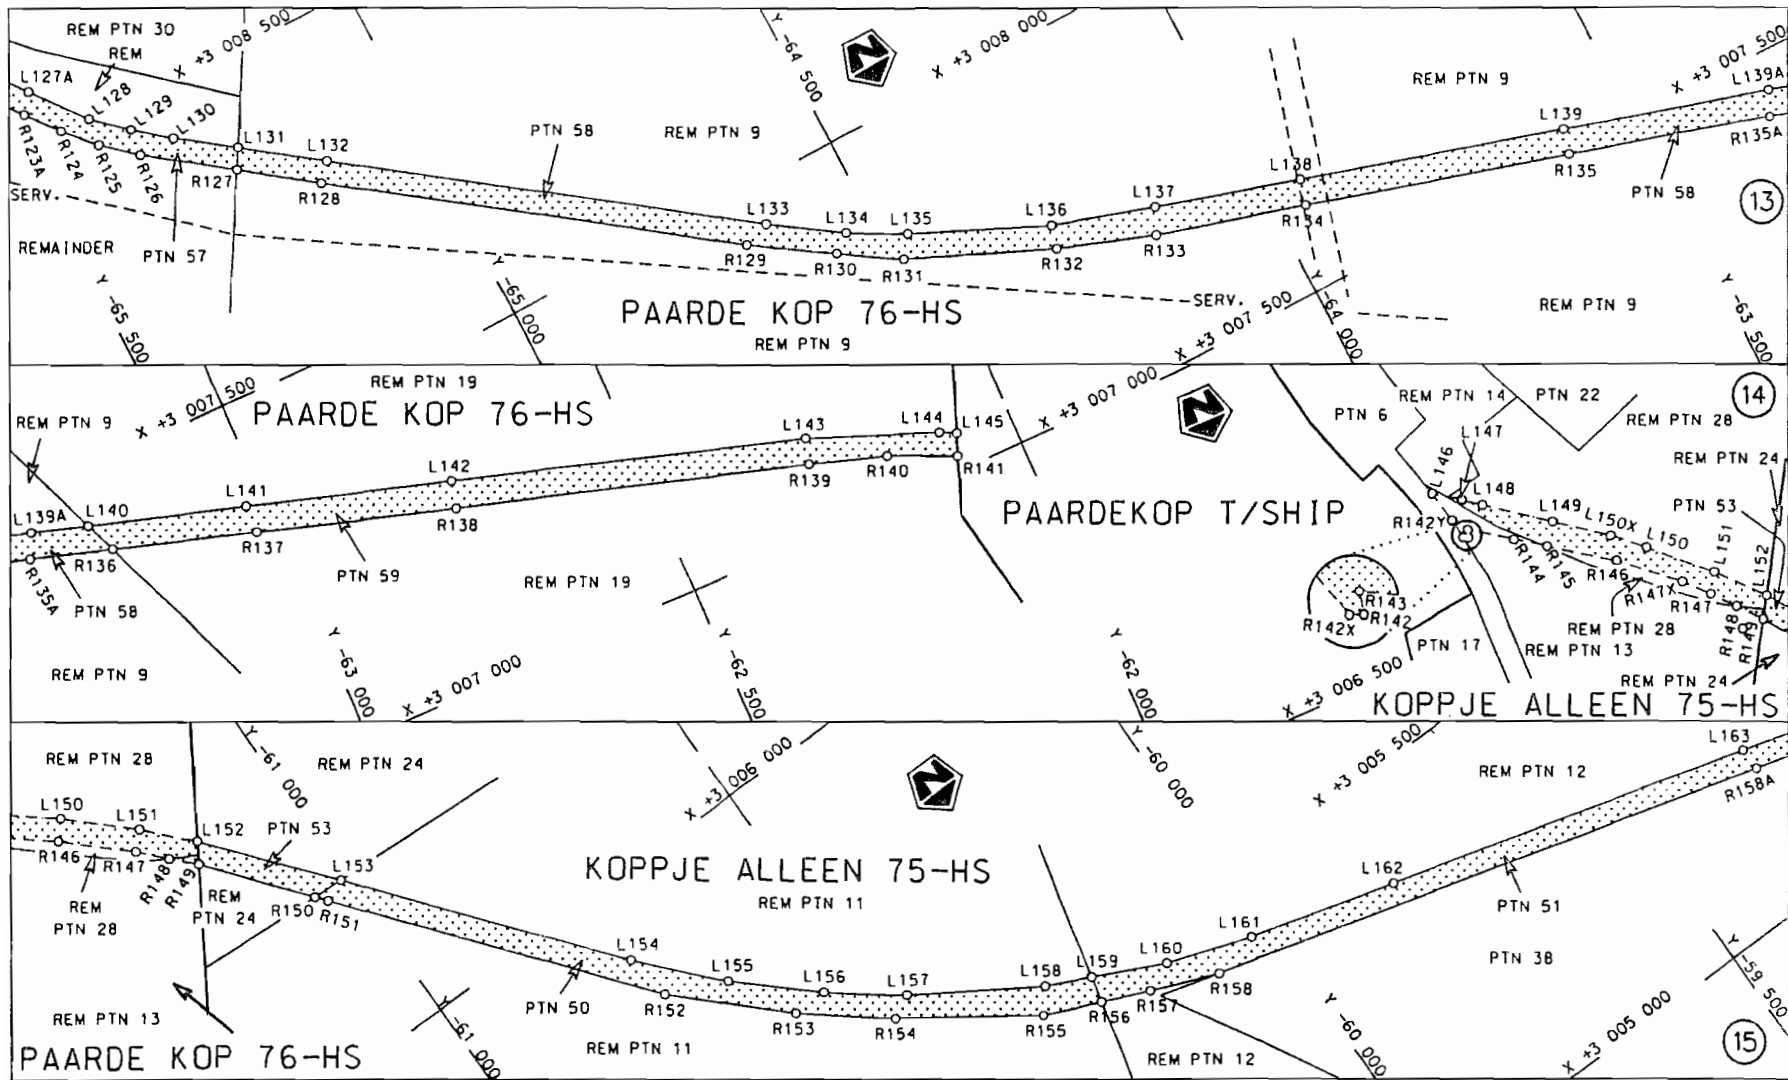 REM PTN 30
REM
X +3 008 500
Y -64 500
X +3 008 000
REM PTN 9
X +3 007 500
L127A
L128
L129
L130
L131
L132
PTN 58
REM PTN 9
L133
L134
L135
L136
L137
L138
L139
L139A
R123A
R124
R125
R126
R127
R128
R129
R130
R131
R132
R133
R134
R135
R135A
PTN 58
13
SERV.
REMAINDER
PTN 57
Y -65 500
Y -65 000
PAARDE KOP 76-HS
REM PTN 9
SERV.
X +3 007 500
Y -64 000
REM PTN 9
Y -63 500
REM PTN 9
X +3 007 500
REM PTN 19
PAARDE KOP 76-HS
L139A
L140
L141
L142
L143
L144
L145
X +3 007 000
PTN 6
REM PTN 14
PTN 22
14
REM PTN 28
L146
L147
L148
L149
L150X
L150
L151
L152
REM PTN 24
PTN 53
R135A
R136
R137
R138
R139
R140
R141
PTN 58
PTN 59
REM PTN 19
PAARDEKOP T/SHIP
R142Y
8
R144
R145
R146
R147X
R147
R148
R149
R143
R142
R142X
PTN 17
REM PTN 28
REM PTN 13
REM PTN 24
REM PTN 9
Y -63 000
X +3 007 000
Y -62 500
Y -62 000
X +3 006 500
KOPPJE ALLEEN 75-HS
REM PTN 28
Y -61 000
REM PTN 24
X +3 006 000
Y -60 000
X +3 005 500
REM PTN 12
L163
R158A
L150
L151
L152
PTN 53
L153
R146
R147
R148
R149
REM PTN 28
REM PTN 24
R150
R151
KOPPJE ALLEEN 75-HS
REM PTN 11
L154
L155
L156
L157
L158
L159
L160
L161
L162
PTN 51
PTN 38
R152
R153
R154
R155
R156
R157
R158
PTN 50
REM PTN 11
REM PTN 13
PAARDE KOP 76-HS
Y -61 000
REM PTN 12
Y -60 000
X +3 005 000
Y -59 500
15